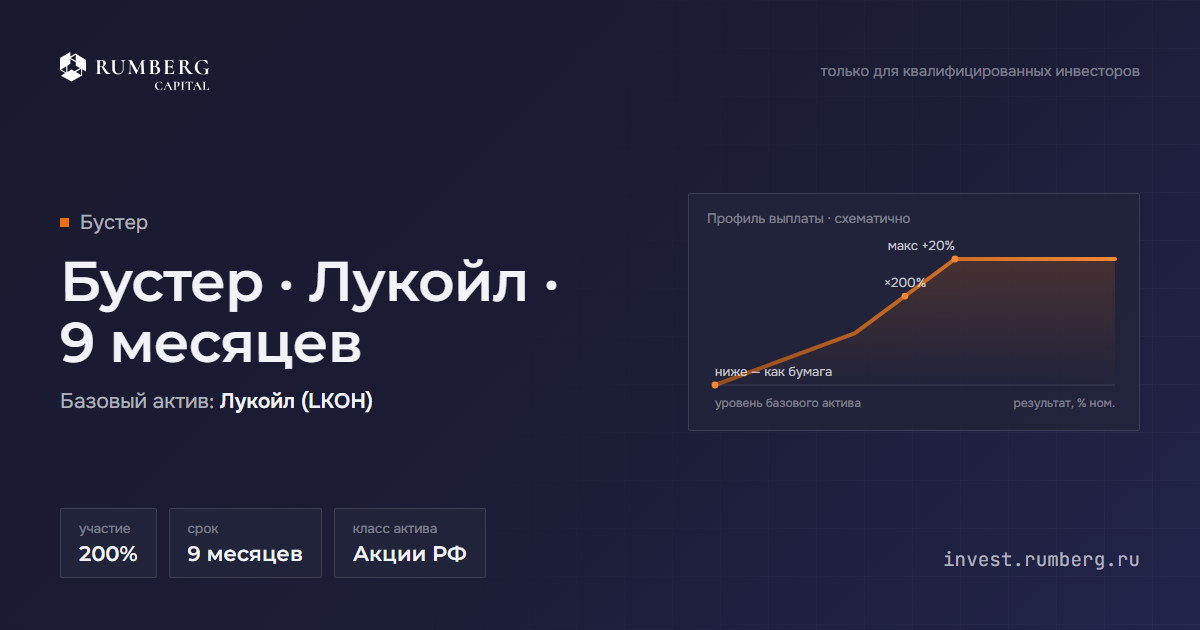 RUMBERG
CAPITAL
только для квалифицированных инвесторов
Бустер
Бустер · Лукойл ·
9 месяцев
Базовый актив: Лукойл (LKOH)
Профиль выплаты · схематично
макс +20%
×200%
ниже — как бумага
уровень базового актива
результат, % ном.
участие
200%
срок
9 месяцев
класс актива
Акции РФ
invest.rumberg.ru